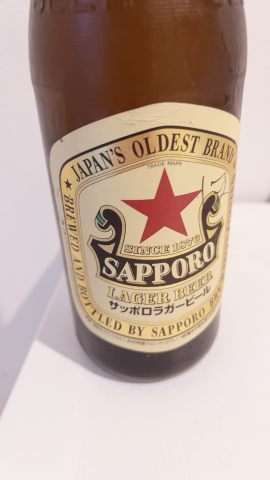 JAPAN'S OLDEST BRAND
TRADE MARK
SINCE 1876
SAPPORO
LAGER BEER
サッポロラガービール
BREWED AND BOTTLED BY SAPPORO